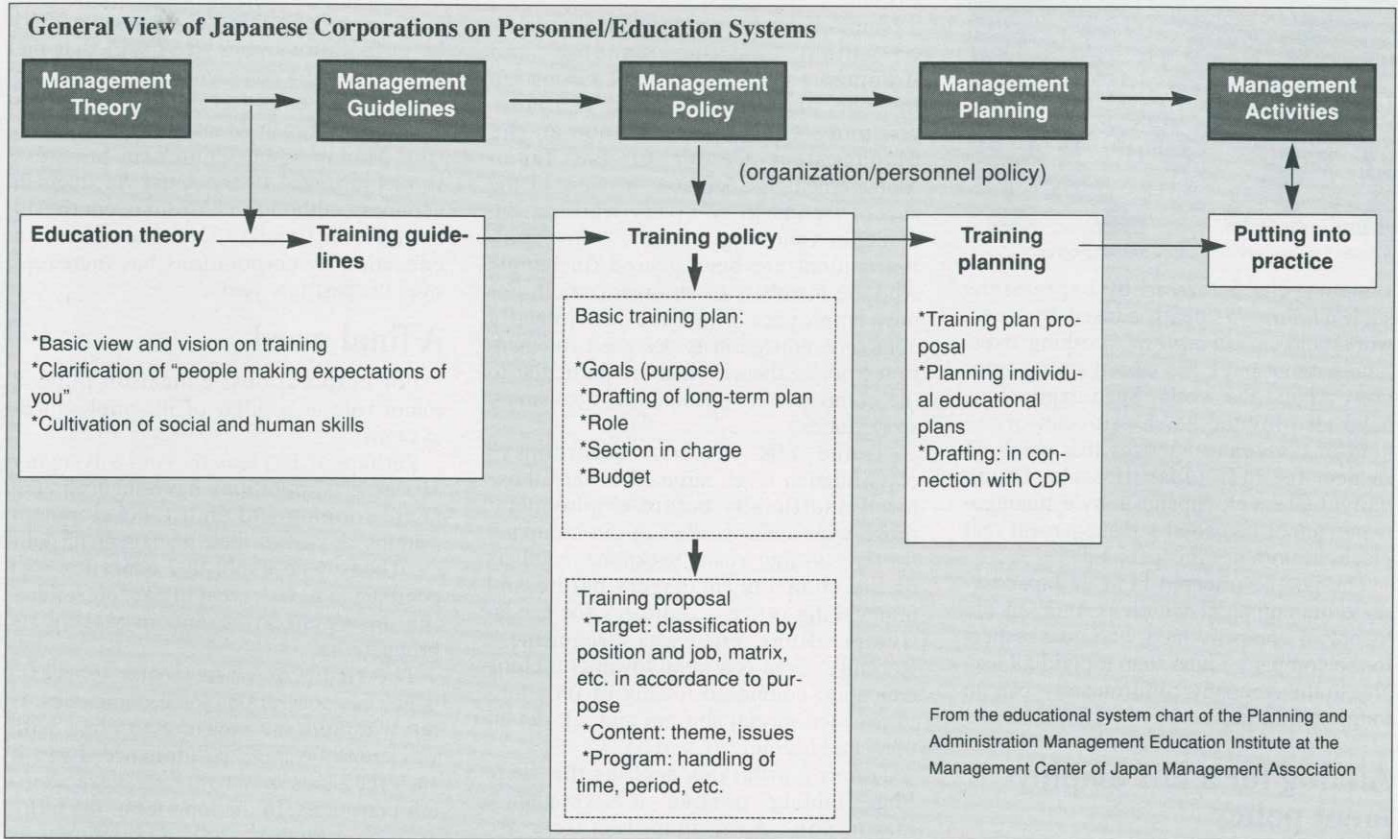 General View of Japanese Corporations on Personnel/Education Systems
Management
Theory
Management
Guidelines
Management
Policy
Management
Planning
Management
Activities
(organization/personnel policy)
Education theory
Training guide-
lines
*Basic view and vision on training
*Clarification of “people making expectations of
you”
*Cultivation of social and human skills
Training policy
Basic training plan:
*Goals (purpose)
*Drafting of long-term plan
*Role
*Section in charge
*Budget
Training proposal
*Target: classification by
position and job, matrix,
etc. in accordance to pur-
pose
*Content: theme, issues
*Program: handling of
time, period, etc.
Training
planning
*Training plan pro-
posal
*Planning individu-
al educational
plans
*Drafting: in con-
nection with CDP
Putting into
practice
From the educational system chart of the Planning and
Administration Management Education Institute at the
Management Center of Japan Management Association